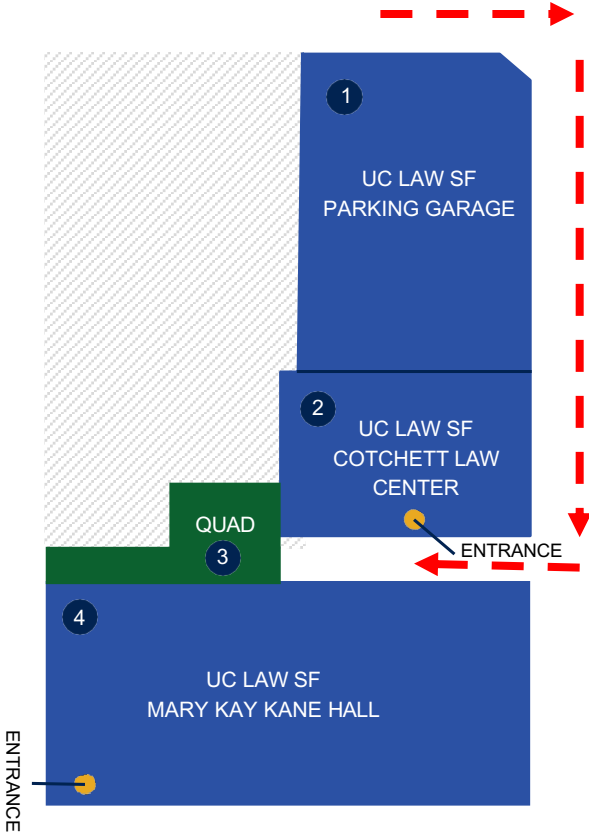 1
UC LAW SF
PARKING GARAGE
2
UC LAW SF
COTCHETT LAW
CENTER
ENTRANCE
QUAD
3
4
UC LAW SF
MARY KAY KANE HALL
ENTRANCE